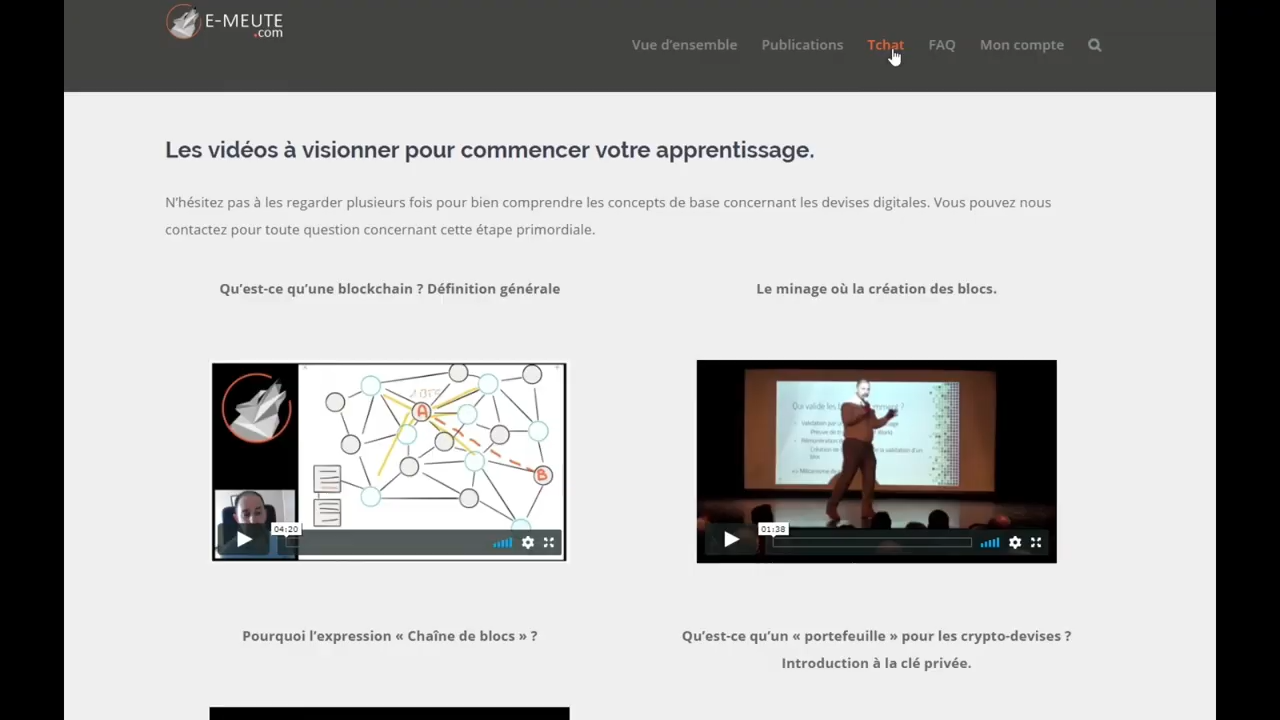 E-MEUTE
.com
Vue d'ensemble
Publications
Tchat
FAQ
Mon compte
Les vidéos à visionner pour commencer votre apprentissage.
N'hésitez pas à les regarder plusieurs fois pour bien comprendre les concepts de base concernant les devises digitales. Vous pouvez nous
contactez pour toute question concernant cette étape primordiale.
Qu'est-ce qu'une blockchain ? Définition générale
Le minage où la création des blocs.
A
B
04:20
01:38
Pourquoi l'expression « Chaîne de blocs » ?
Qu'est-ce qu'un « portefeuille » pour les crypto-devises ?
Introduction à la clé privée.